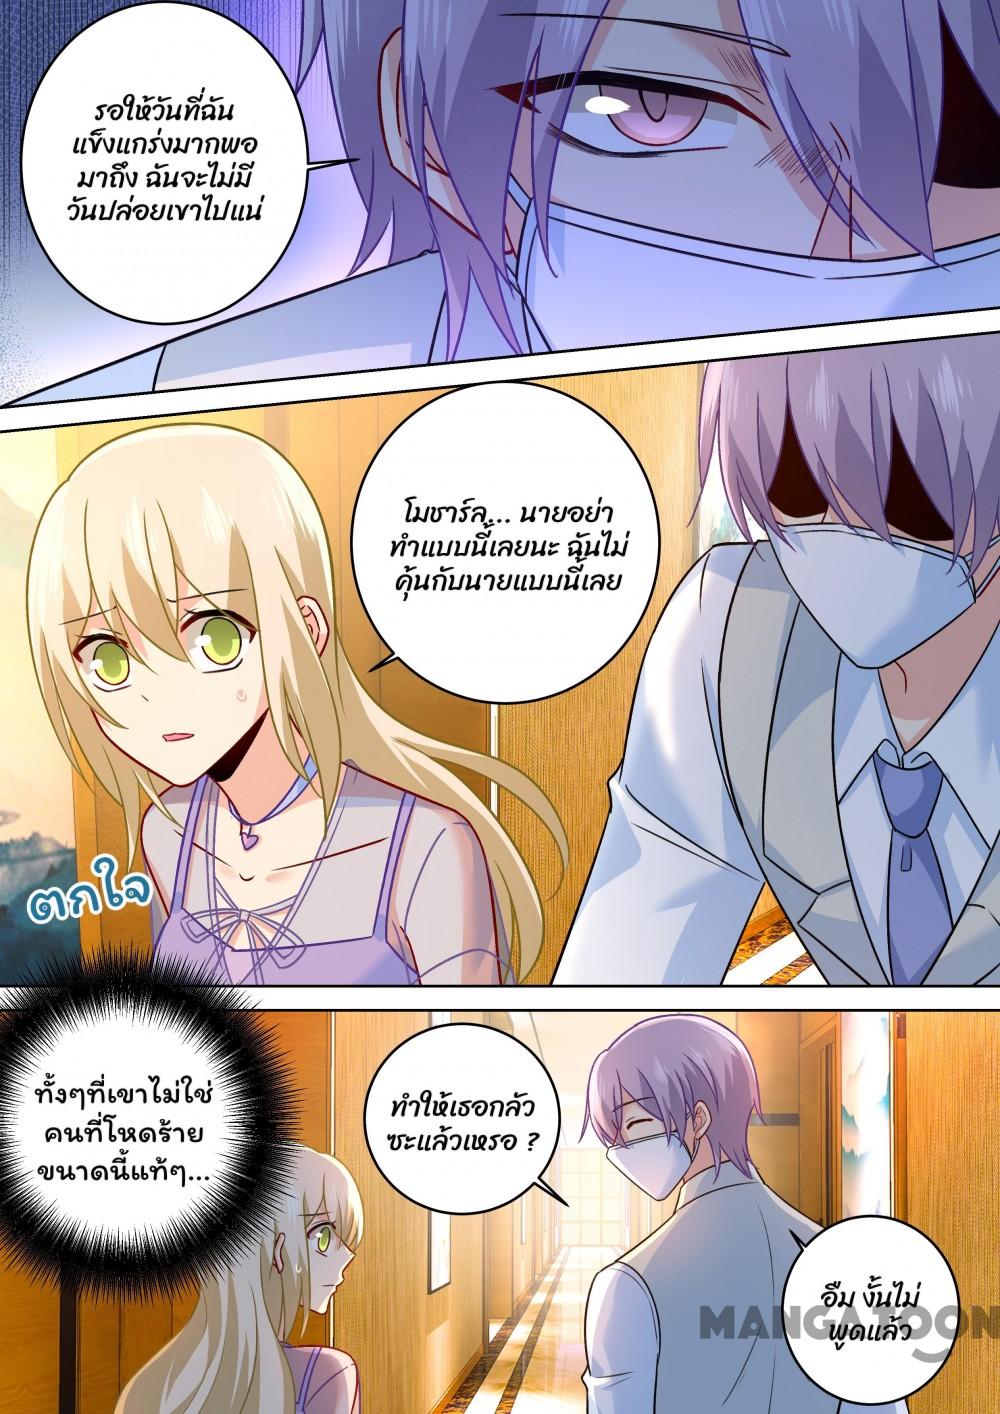 รอให้วันที่ฉัน
แข็งแกร่งมากพอ
มาถึง ฉันจะไม่มี
วันปล่อยเขาไปแน่
โมชาร์ล... นายอย่า
ทำแบบนี้เลยนะ ฉันไม่
คุ้นกับนายแบบนี้เลย
ตกใจ
ทั้งๆที่เขาไม่ใช่
คนที่โหดร้าย
ขนาดนี้แท้ๆ...
ทำให้เธอกลัว
ซะแล้วเหรอ ?
อืม งั้นไม่
พูดแล้ว
MANGATOON